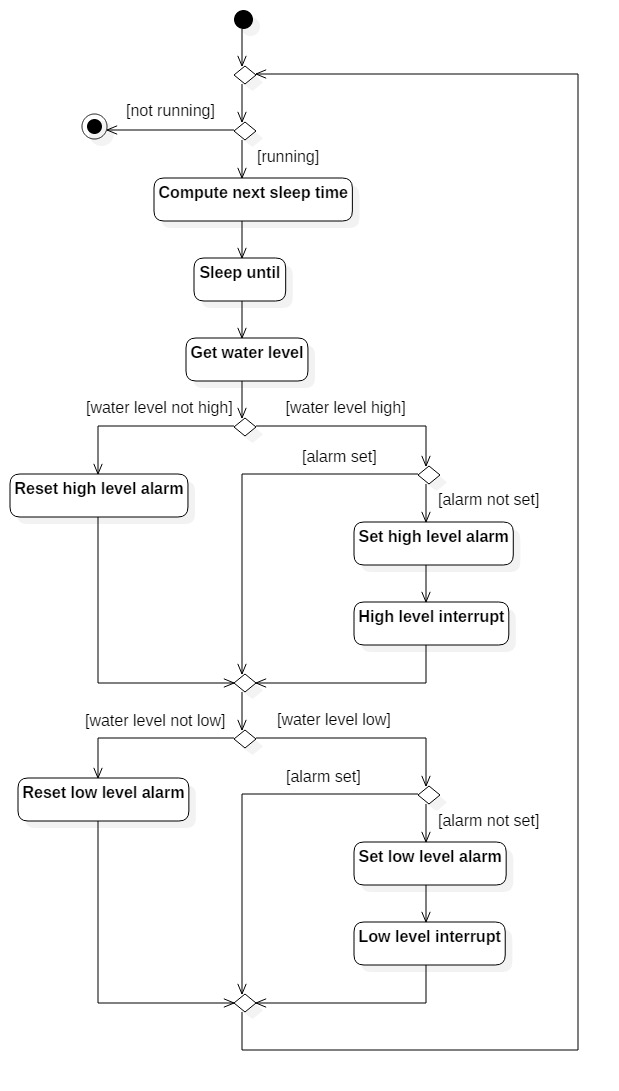 [not running]
[running]
Compute next sleep time
Sleep until
Get water level
[water level not high]
[water level high]
[alarm set]
Reset high level alarm
[alarm not set]
Set high level alarm
High level interrupt
[water level not low]
[water level low]
[alarm set]
Reset low level alarm
[alarm not set]
Set low level alarm
Low level interrupt